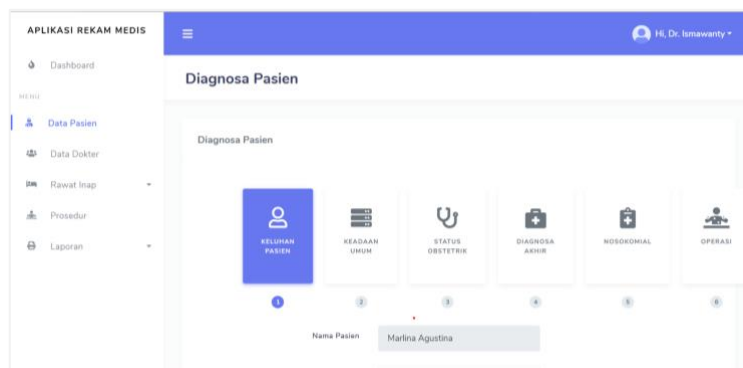 APLIKASI REKAM MEDIS
Hi, Dr. Ismawanty
Dashboard
MENU
Data Pasien
Data Dokter
Rawat Inap
Prosedur
Laporan
Diagnosa Pasien
Diagnosa Pasien
KELUHAN
PASIEN
KEADAAN
UMUM
STATUS
OBSTETRIK
DIAGNOSA
AKHIR
NOSOKOMIAL
OPERASI
1
2
3
4
5
6
Nama Pasien
Marlina Agustina